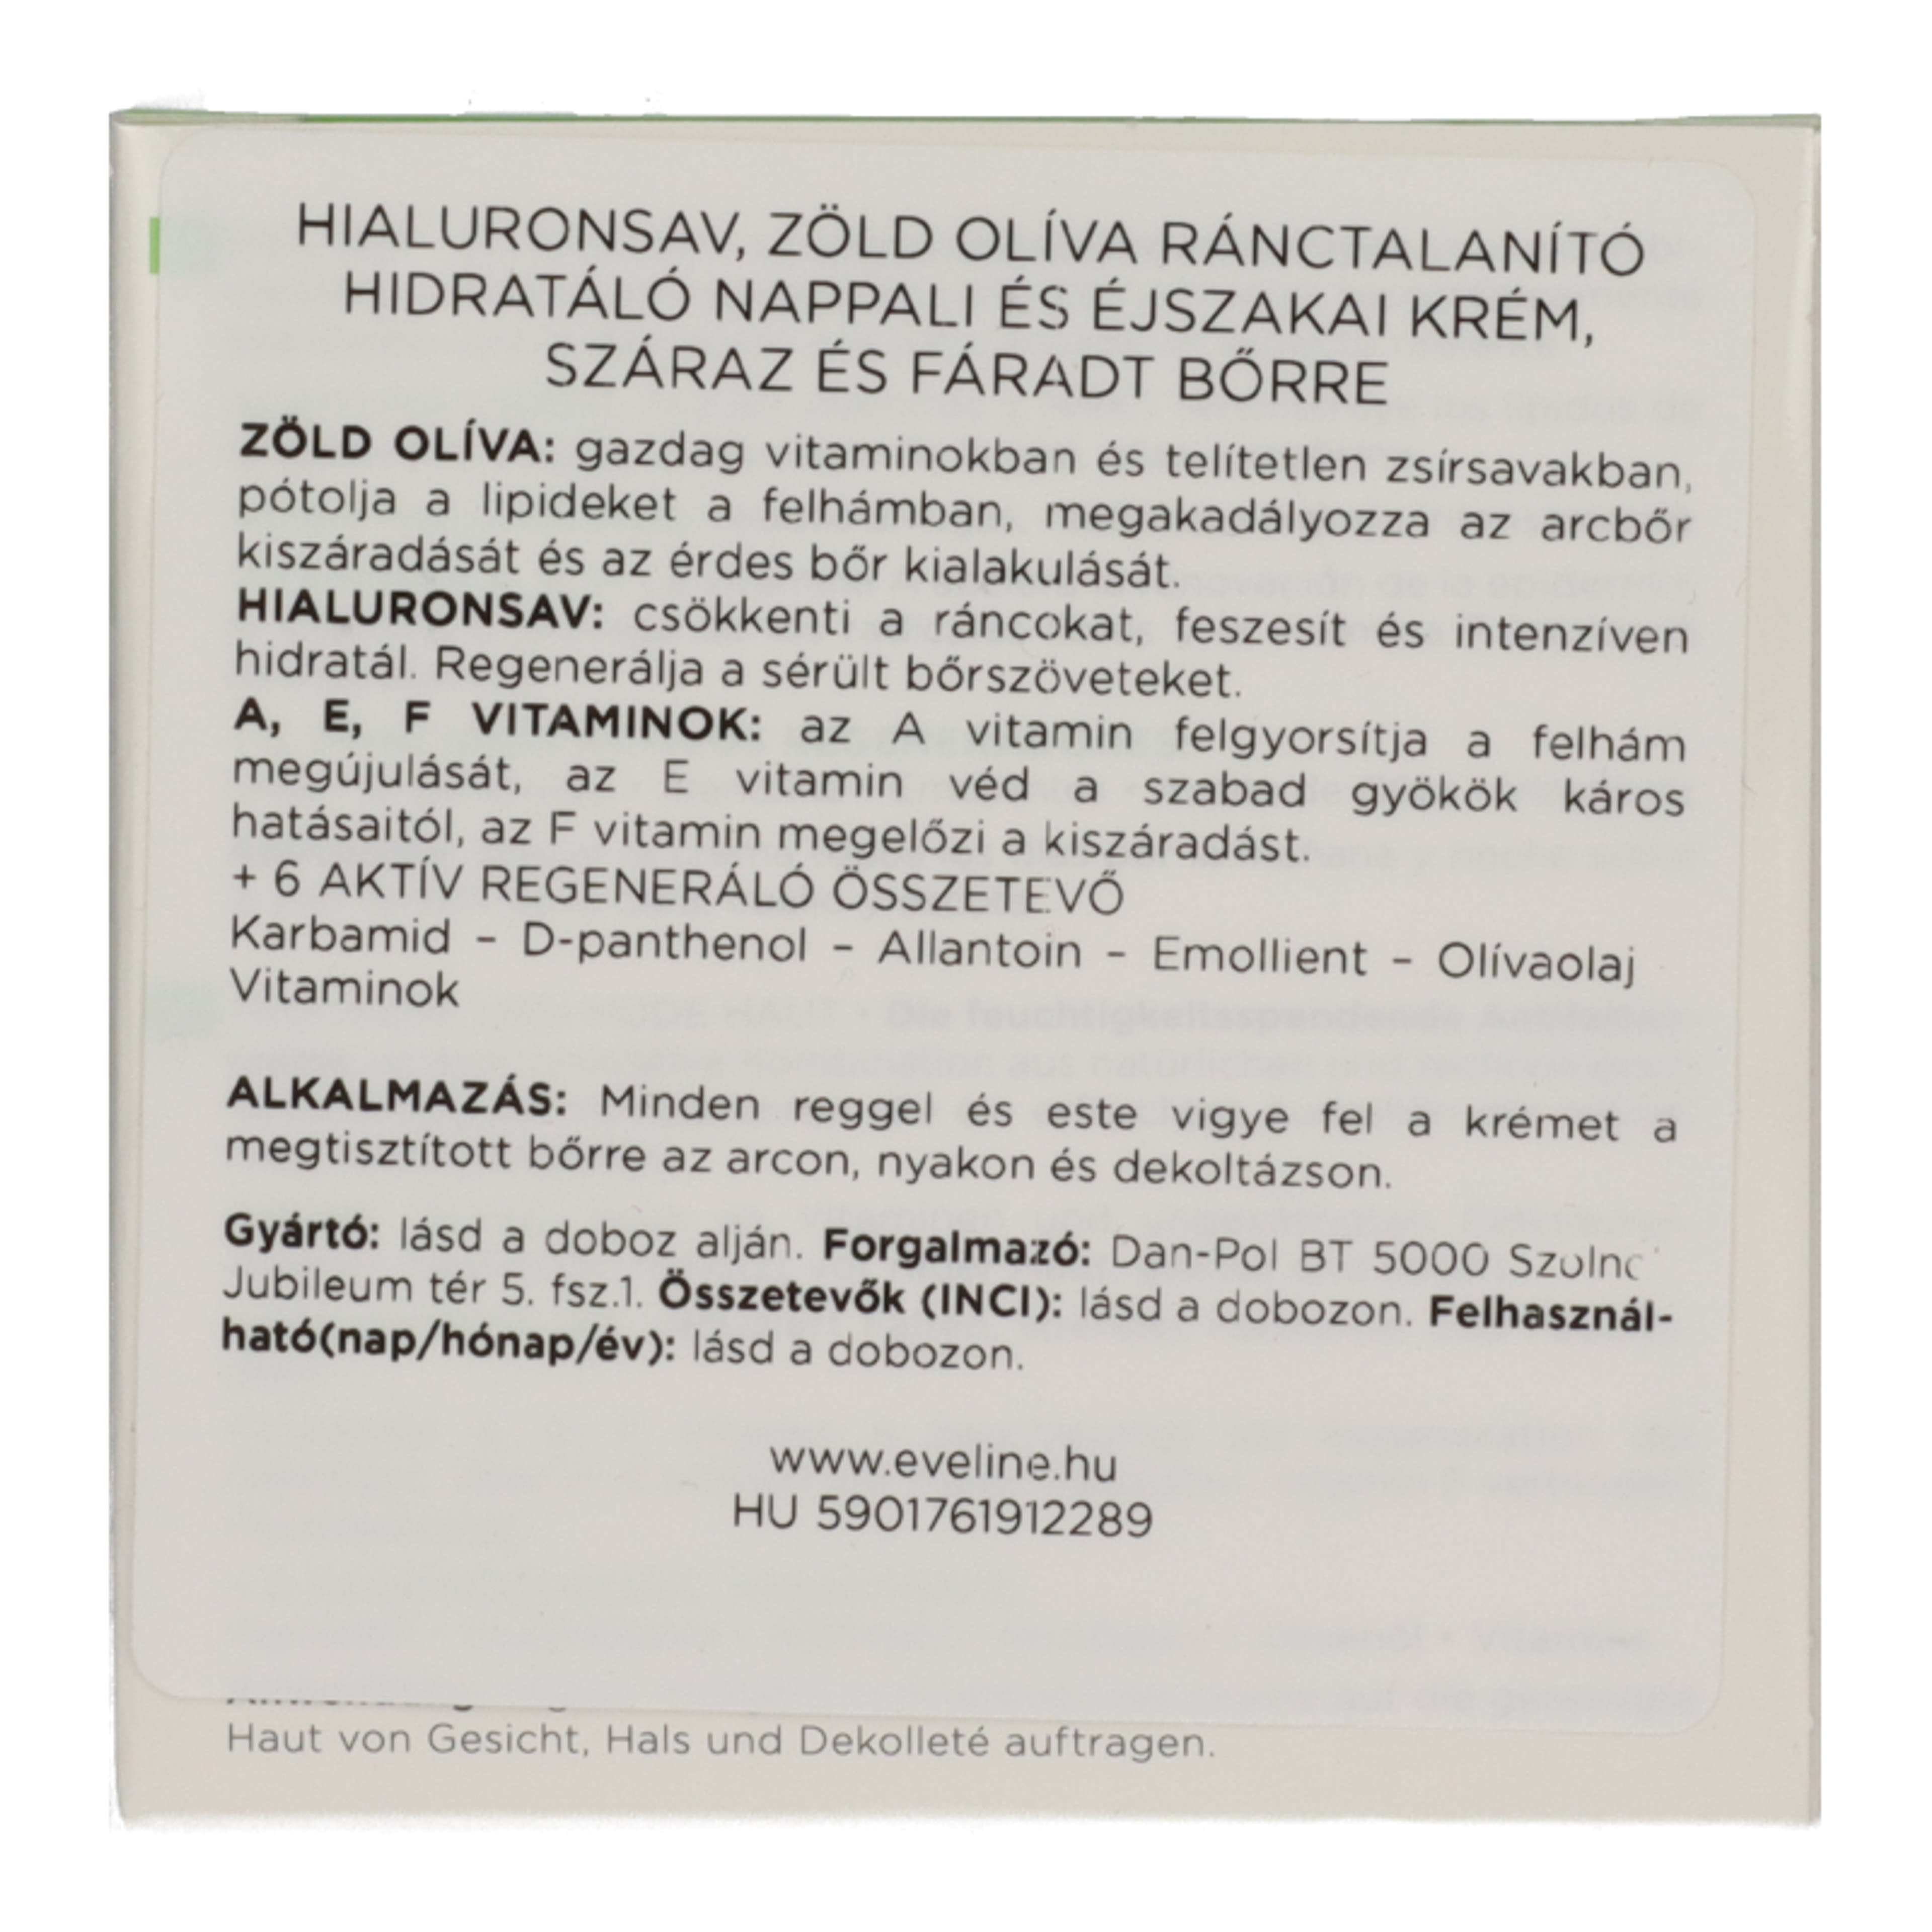 HIALURONSAV, ZÖLD OLÍVA RÁNCTALANÍTÓ
HIDRATÁLÓ NAPPALI ÉS ÉJSZAKAI KRÉM,
SZÁRAZ ÉS FÁRADT BŐRRE
ZÖLD OLÍVA: gazdag vitaminokban és telítetlen zsírsavakban,
pótolja a lipideket a felhámban, megakadályozza az arcbőr
kiszáradását és az érdes bőr kialakulását.
HIALURONSAV: csökkenti a ráncokat, feszesít és intenzíven
hidratál. Regenerálja a sérült bőrszöveteket.
A, E, F VITAMINOK: az A vitamin felgyorsítja a felhám
megújulását, az E vitamin véd a szabad gyökök káros
hatásaitól, az F vitamin megelőzi a kiszáradást.
+ 6 AKTÍV REGENERÁLÓ ÖSSZETEVŐ
Karbamid – D-panthenol – Allantoin – Emollient – Olívaolaj
Vitaminok
ALKALMAZÁS: Minden reggel és este vigye fel a krémet a
megtisztított bőrre az arcon, nyakon és dekoltázson.
Gyártó: lásd a doboz alján. Forgalmazó: Dan-Pol BT 5000
Jubileum tér 5. fsz.1. Összetevők (INCI): lásd a dobozon. Felhasznál-
ható(nap/hónap/év): lásd a dobozon.
www.eveline.hu
HU 5901761912289
Haut von Gesicht, Hals und Dekolleté auftragen.